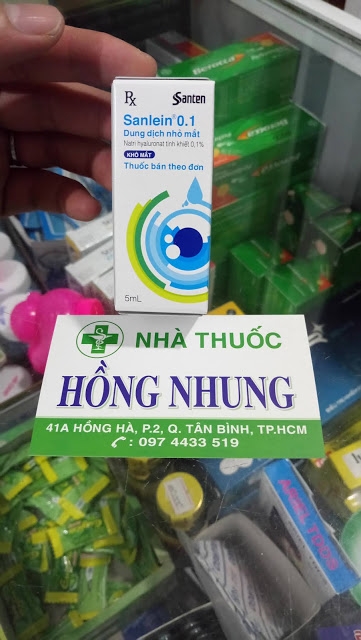 Berocca
Rx
Santen
Sanlein® 0.1
Dung dịch nhỏ mắt
Natri hyaluronat tinh khiết 0,1%
KHÔ MẮT
Thuốc bán theo đơn
5mL
NHÀ THUỐC
HỒNG NHUNG
41A HỒNG HÀ, P.2, Q. TÂN BÌNH, TP.HCM
: 097 4433 519